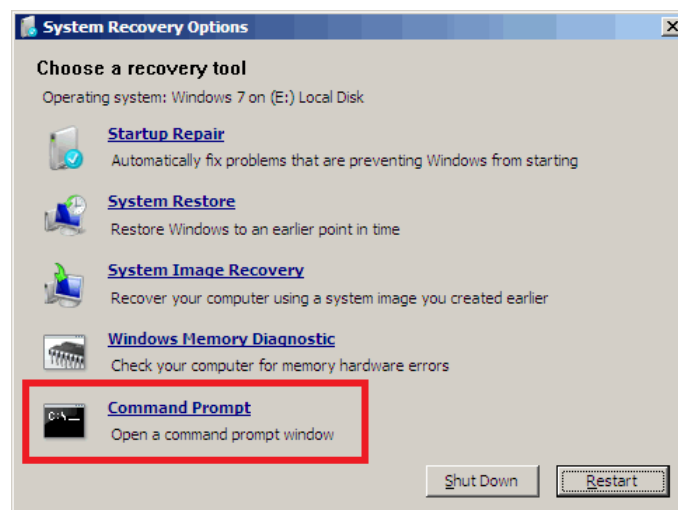 System Recovery Options
Choose a recovery tool
Operating system: Windows 7 on (E:) Local Disk
Startup Repair
Automatically fix problems that are preventing Windows from starting
System Restore
Restore Windows to an earlier point in time
System Image Recovery
Recover your computer using a system image you created earlier
Windows Memory Diagnostic
Check your computer for memory hardware errors
C:\_
Command Prompt
Open a command prompt window
Shut Down
Restart